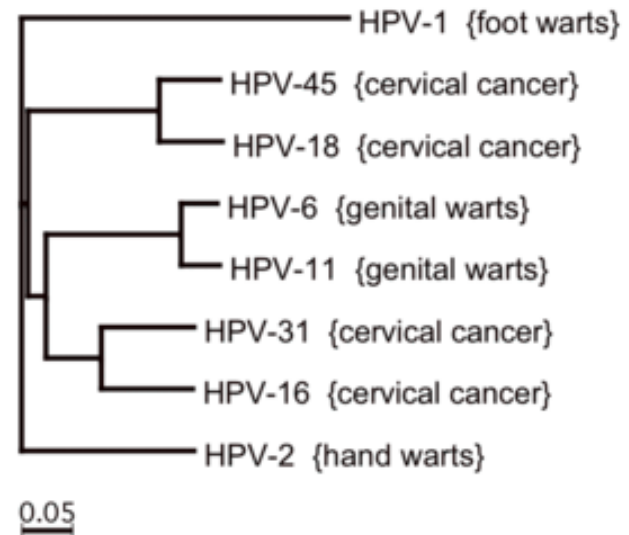 HPV-1 {foot warts}
HPV-45 {cervical cancer}
HPV-18 {cervical cancer}
HPV-6 {genital warts}
HPV-11 {genital warts}
HPV-31 {cervical cancer}
HPV-16 {cervical cancer}
HPV-2 {hand warts}
0.05